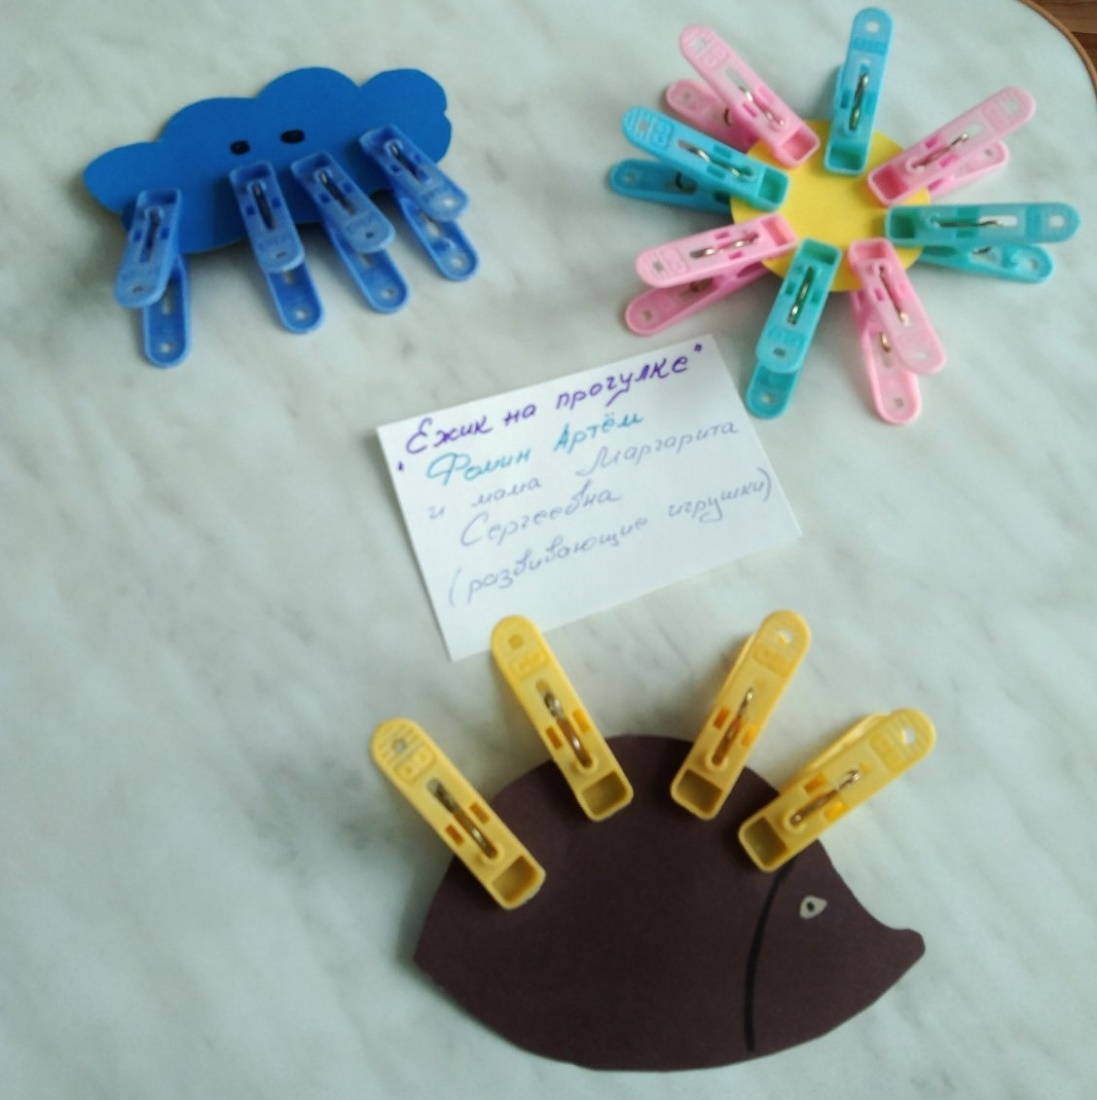 "Ёжик на прогулке"
Фомин Артём
и мама Маргарита
Сергеевна
(развивающие игрушки)